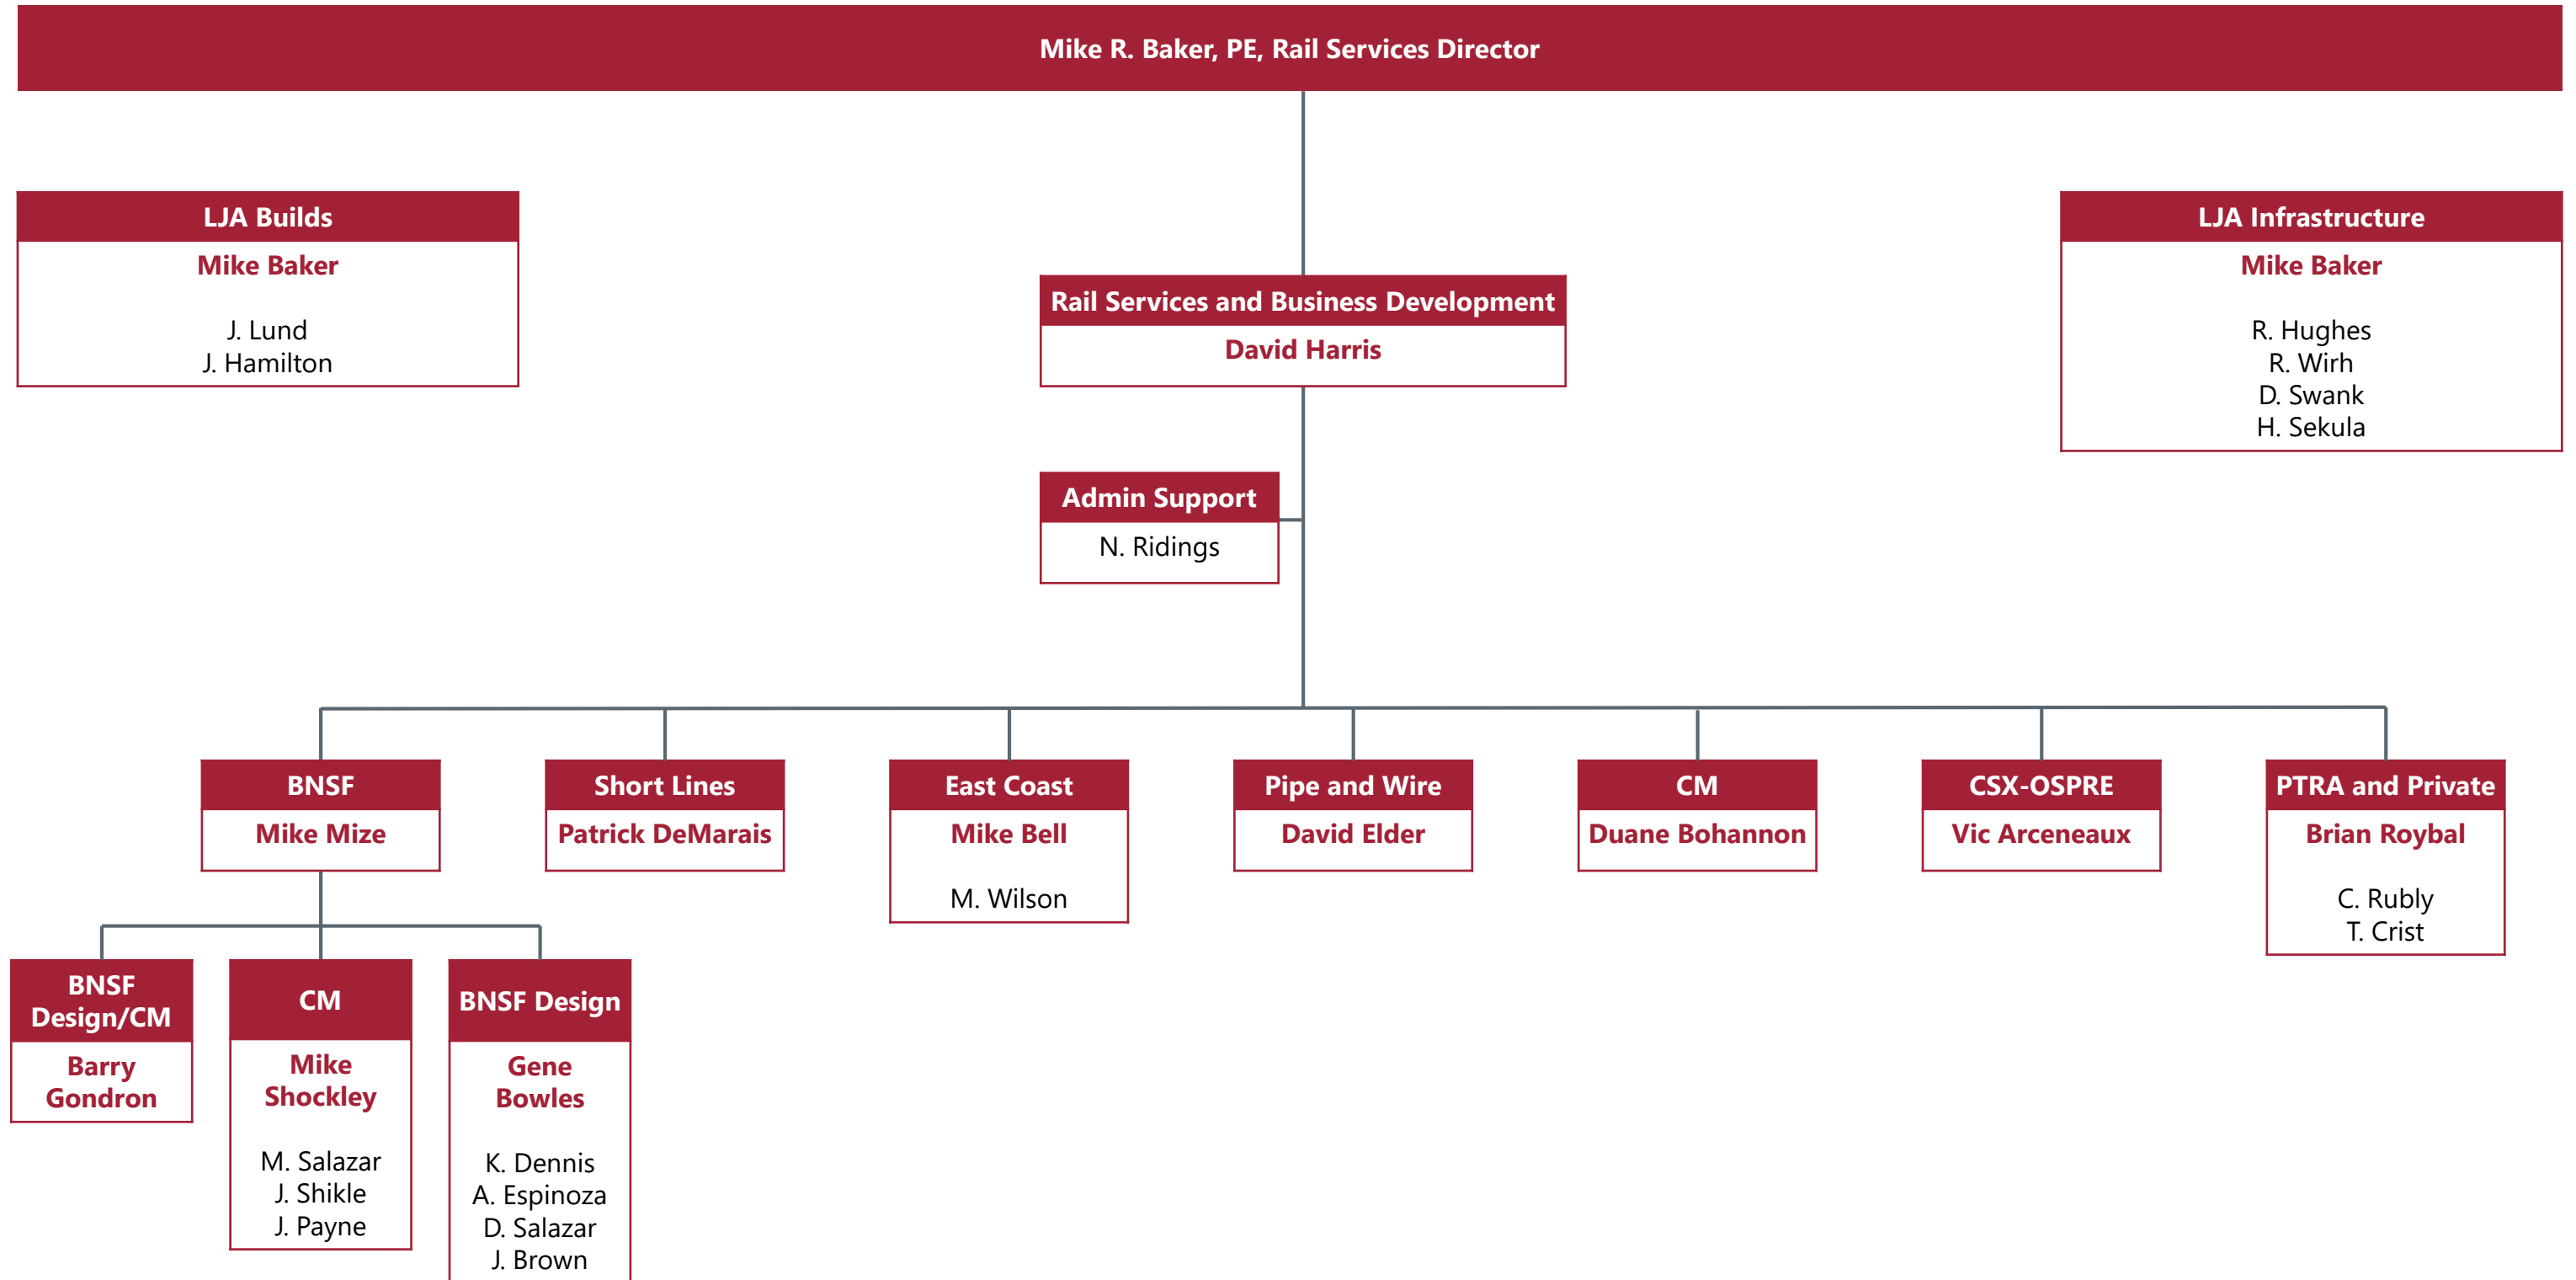 Mike R. Baker, PE, Rail Services Director
LJA Builds
Mike Baker
J. Lund
J. Hamilton
Rail Services and Business Development
David Harris
LJA Infrastructure
Mike Baker
R. Hughes
R. Wirh
D. Swank
H. Sekula
Admin Support
N. Ridings
BNSF
Mike Mize
Short Lines
Patrick DeMarais
East Coast
Mike Bell
M. Wilson
Pipe and Wire
David Elder
CM
Duane Bohannon
CSX-OSPRE
Vic Arceneaux
PTRA and Private
Brian Roybal
C. Rubly
T. Crist
BNSF
Design/CM
Barry
Gondron
CM
Mike
Shockley
M. Salazar
J. Shikle
J. Payne
BNSF Design
Gene
Bowles
K. Dennis
A. Espinoza
D. Salazar
J. Brown